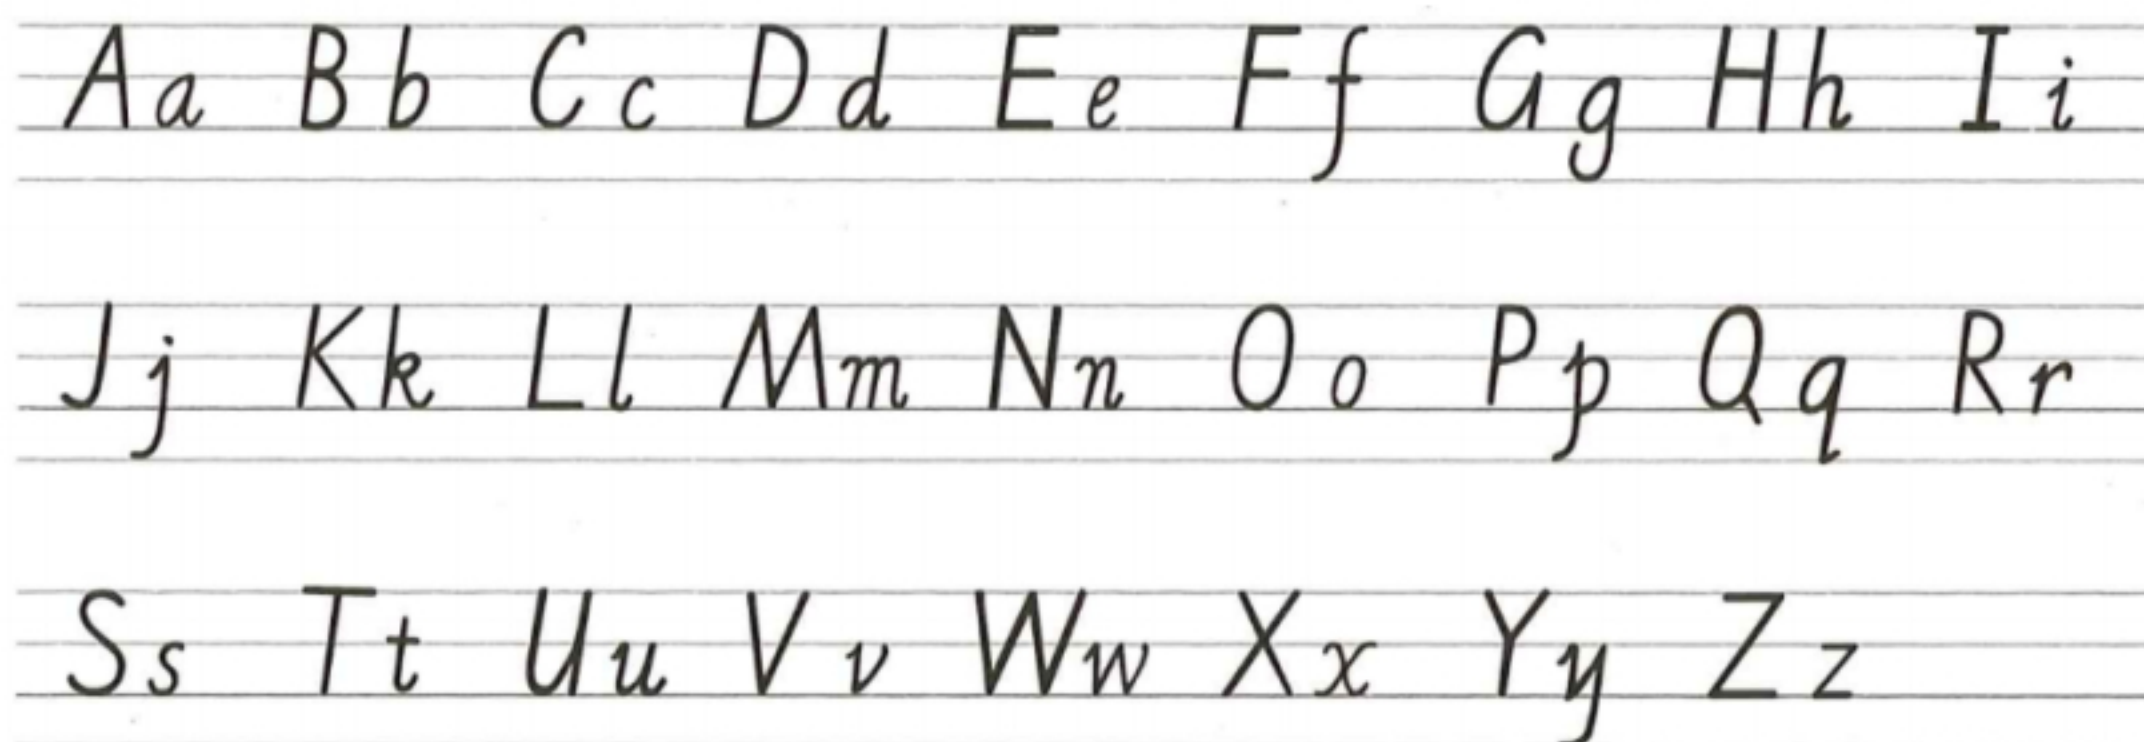 Aa Bb Cc Dd Ee Ff Gg Hh Ii
Jj Kk Ll Mm Nn Oo Pp Qq Rr
Ss Tt Uu Vv Ww Xx Yy Zz